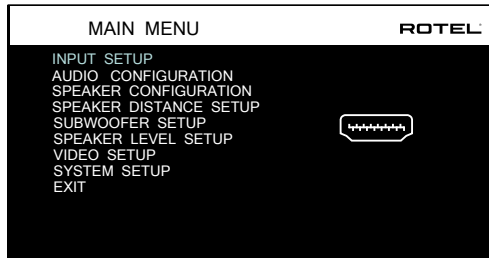 MAIN MENU
ROTEL
INPUT SETUP
AUDIO CONFIGURATION
SPEAKER CONFIGURATION
SPEAKER DISTANCE SETUP
SUBWOOFER SETUP
SPEAKER LEVEL SETUP
VIDEO SETUP
SYSTEM SETUP
EXIT